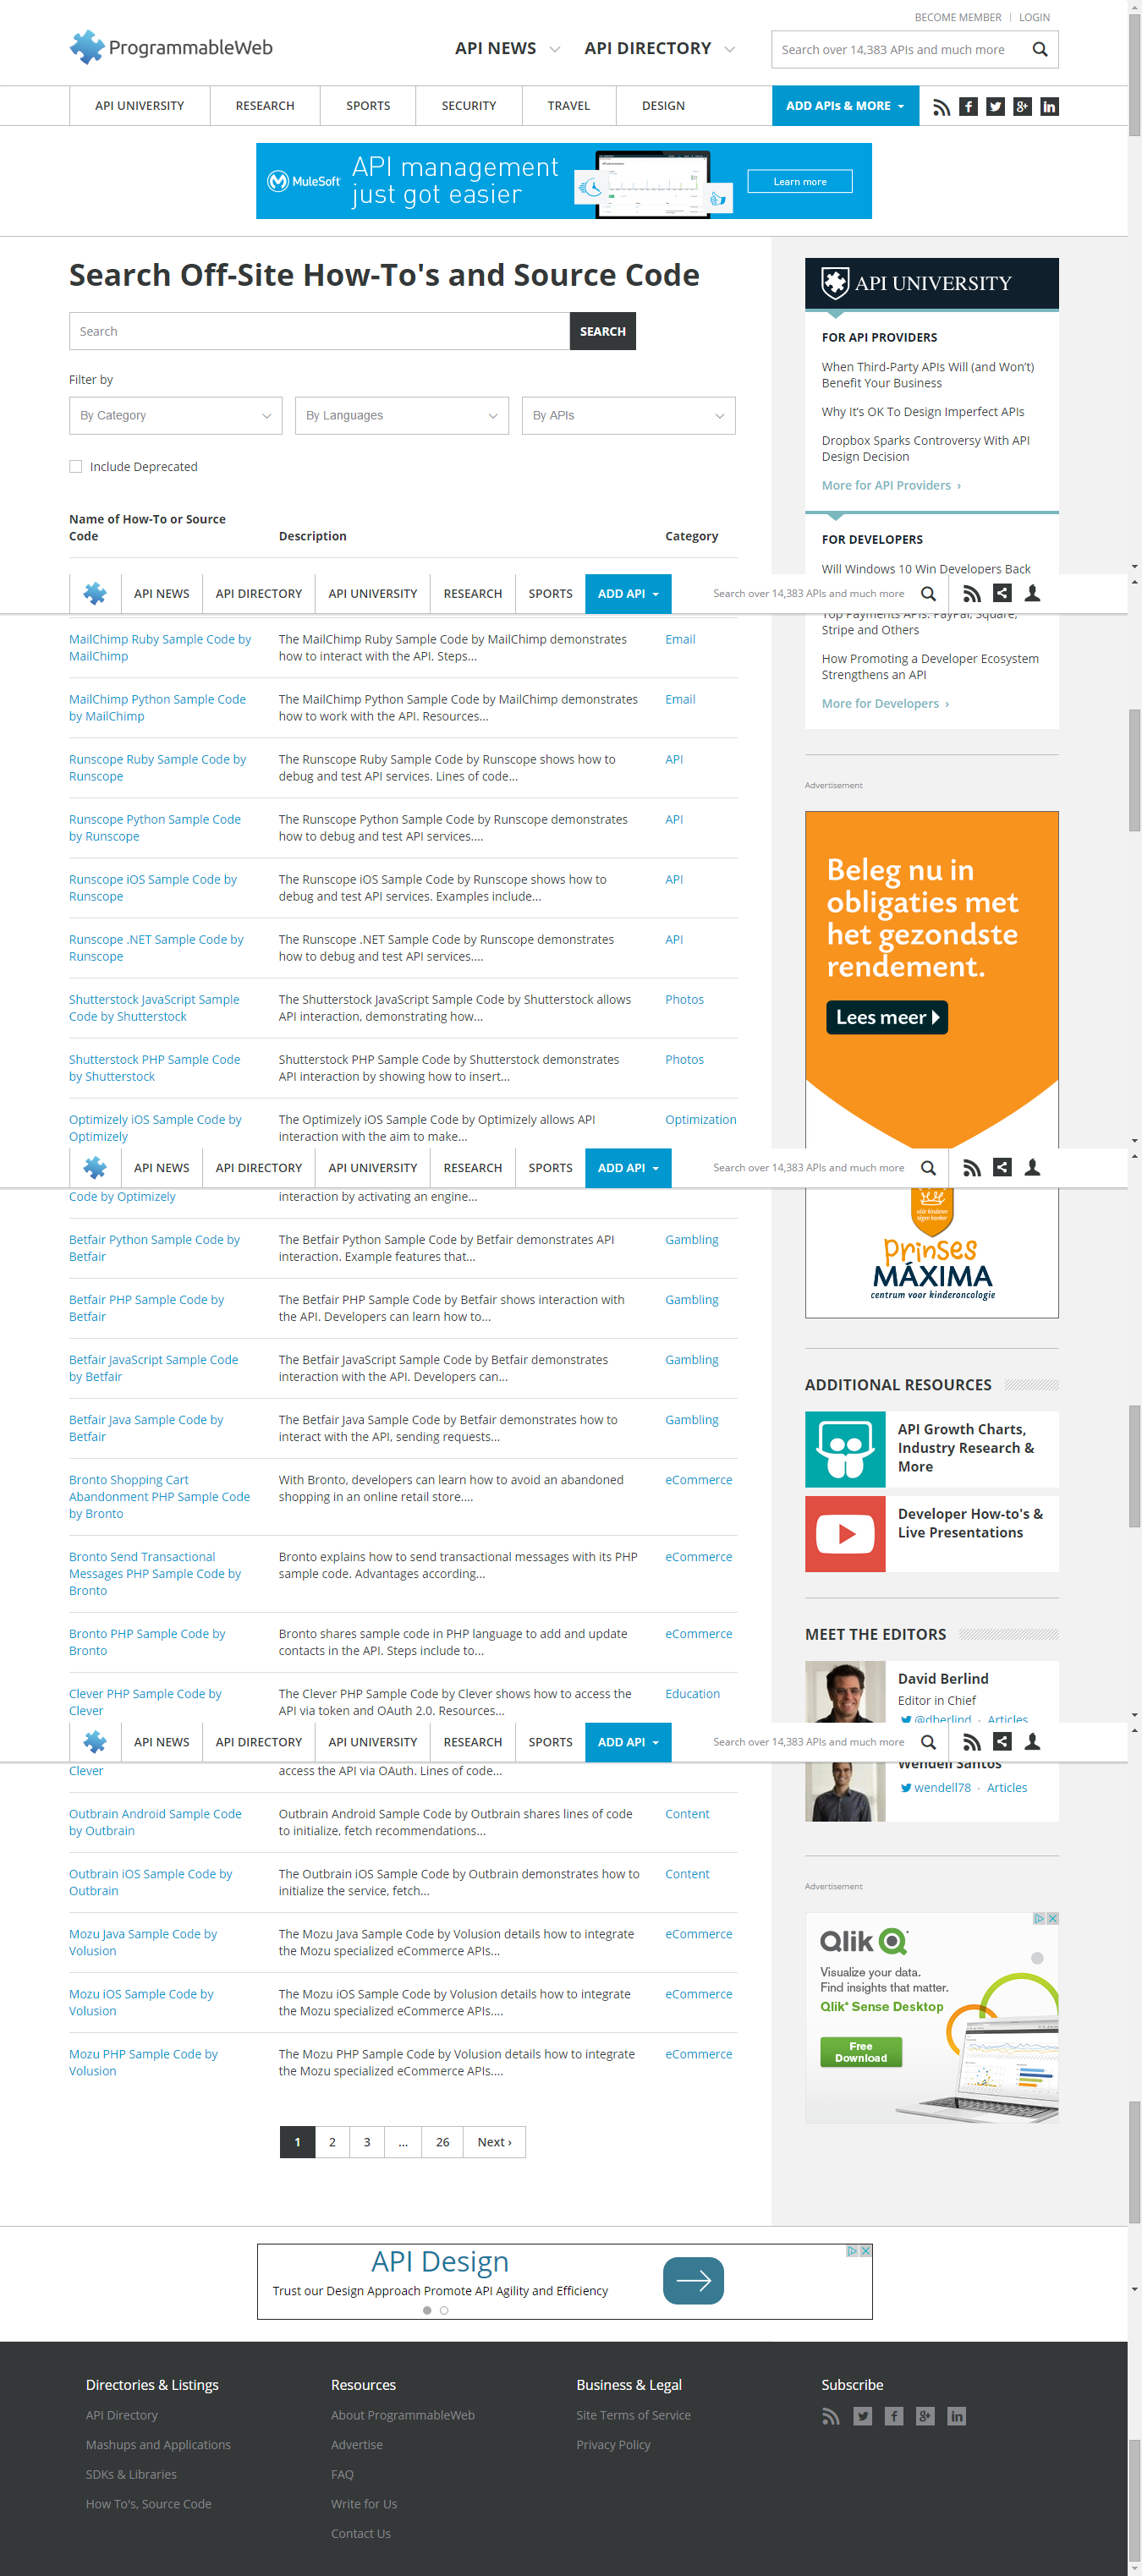 BECOME MEMBER | LOGIN
ProgrammableWeb
API NEWS
API DIRECTORY
Search over 14,383 APIs and much more
API UNIVERSITY
RESEARCH
SPORTS
SECURITY
TRAVEL
DESIGN
ADD APIs & MORE
MuleSoft
API management
just got easier
Learn more
Search Off-Site How-To's and Source Code
Search
SEARCH
Filter by
By Category
By Languages
By APIs
Include Deprecated
Name of How-To or Source
Code
Description
Category
API UNIVERSITY
FOR API PROVIDERS
When Third-Party APIs Will (and Won't)
Benefit Your Business
Why It's OK To Design Imperfect APIs
Dropbox Sparks Controversy With API
Design Decision
More for API Providers ›
FOR DEVELOPERS
Will Windows 10 Win Developers Back
API NEWS
API DIRECTORY
API UNIVERSITY
RESEARCH
SPORTS
ADD API
Search over 14,383 APIs and much more
Top Payments APIs: PayPal, Square,
Stripe and Others
How Promoting a Developer Ecosystem
Strengthens an API
More for Developers ›
MailChimp Ruby Sample Code by
MailChimp
The MailChimp Ruby Sample Code by MailChimp demonstrates
how to interact with the API. Steps...
Email
MailChimp Python Sample Code
by MailChimp
The MailChimp Python Sample Code by MailChimp demonstrates
how to work with the API. Resources...
Email
Runscope Ruby Sample Code by
Runscope
The Runscope Ruby Sample Code by Runscope shows how to
debug and test API services. Lines of code...
API
Runscope Python Sample Code
by Runscope
The Runscope Python Sample Code by Runscope demonstrates
how to debug and test API services....
API
Runscope iOS Sample Code by
Runscope
The Runscope iOS Sample Code by Runscope shows how to
debug and test API services. Examples include...
API
Runscope .NET Sample Code by
Runscope
The Runscope .NET Sample Code by Runscope demonstrates
how to debug and test API services....
API
Shutterstock JavaScript Sample
Code by Shutterstock
The Shutterstock JavaScript Sample Code by Shutterstock allows
API interaction, demonstrating how...
Photos
Shutterstock PHP Sample Code
by Shutterstock
Shutterstock PHP Sample Code by Shutterstock demonstrates
API interaction by showing how to insert...
Photos
Optimizely iOS Sample Code by
Optimizely
The Optimizely iOS Sample Code by Optimizely allows API
interaction with the aim to make...
Optimization
Advertisement
Beleg nu in
obligaties met
het gezondste
rendement.
Lees meer
API NEWS
API DIRECTORY
API UNIVERSITY
RESEARCH
SPORTS
ADD API
Search over 14,383 APIs and much more
Code by Optimizely
interaction by activating an engine...
Betfair Python Sample Code by
Betfair
The Betfair Python Sample Code by Betfair demonstrates API
interaction. Example features that...
Gambling
Betfair PHP Sample Code by
Betfair
The Betfair PHP Sample Code by Betfair shows interaction with
the API. Developers can learn how to...
Gambling
Betfair JavaScript Sample Code
by Betfair
The Betfair JavaScript Sample Code by Betfair demonstrates
interaction with the API. Developers can...
Gambling
Betfair Java Sample Code by
Betfair
The Betfair Java Sample Code by Betfair demonstrates how to
interact with the API, sending requests...
Gambling
Bronto Shopping Cart
Abandonment PHP Sample Code
by Bronto
With Bronto, developers can learn how to avoid an abandoned
shopping in an online retail store....
eCommerce
Bronto Send Transactional
Messages PHP Sample Code by
Bronto
Bronto explains how to send transactional messages with its PHP
sample code. Advantages according...
eCommerce
Bronto PHP Sample Code by
Bronto
Bronto shares sample code in PHP language to add and update
contacts in the API. Steps include to...
eCommerce
Clever PHP Sample Code by
Clever
The Clever PHP Sample Code by Clever shows how to access the
API via token and OAuth 2.0. Resources...
Education
vóór kinderen
tégen kanker
prinses
MÁXIMA
centrum voor kinderoncologie
ADDITIONAL RESOURCES
API Growth Charts,
Industry Research &
More
Developer How-to's &
Live Presentations
MEET THE EDITORS
David Berlind
Editor in Chief
@dberlind · Articles
API NEWS
API DIRECTORY
API UNIVERSITY
RESEARCH
SPORTS
ADD API
Search over 14,383 APIs and much more
Wendell Santos
wendell78 · Articles
Clever
access the API via OAuth. Lines of code...
Outbrain Android Sample Code
by Outbrain
Outbrain Android Sample Code by Outbrain shares lines of code
to initialize, fetch recommendations...
Content
Outbrain iOS Sample Code by
Outbrain
The Outbrain iOS Sample Code by Outbrain demonstrates how to
initialize the service, fetch...
Content
Mozu Java Sample Code by
Volusion
The Mozu Java Sample Code by Volusion details how to integrate
the Mozu specialized eCommerce APIs...
eCommerce
Mozu iOS Sample Code by
Volusion
The Mozu iOS Sample Code by Volusion details how to integrate
the Mozu specialized eCommerce APIs....
eCommerce
Mozu PHP Sample Code by
Volusion
The Mozu PHP Sample Code by Volusion details how to integrate
the Mozu specialized eCommerce APIs....
eCommerce
Advertisement
Qlik
Visualize your data.
Find insights that matter.
Qlik® Sense Desktop
Free
Download
1
2
3
...
26
Next ›
API Design
Trust our Design Approach Promote API Agility and Efficiency
Directories & Listings
API Directory
Mashups and Applications
SDKs & Libraries
How To's, Source Code
Resources
About ProgrammableWeb
Advertise
FAQ
Write for Us
Contact Us
Business & Legal
Site Terms of Service
Privacy Policy
Subscribe